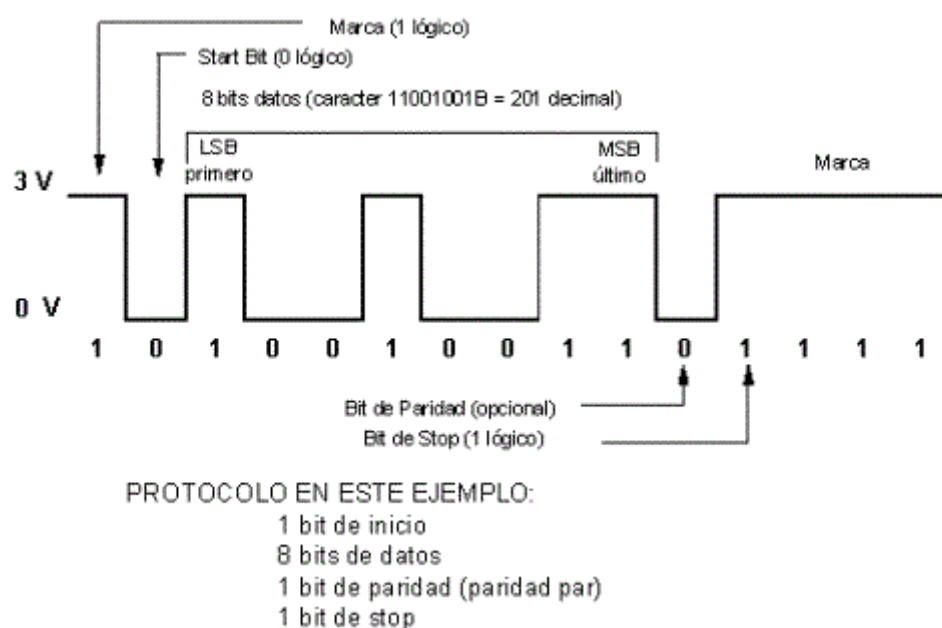 Marca (1 lógico)
Start Bit (0 lógico)
8 bits datos (caracter 11001001B = 201 decimal)
LSB primero
MSB último
Marca
3 V
0 V
1 0 1 0 0 1 0 0 1 1 0 1 1 1 1
Bit de Paridad (opcional)
Bit de Stop (1 lógico)
PROTOCOLO EN ESTE EJEMPLO:
1 bit de inicio
8 bits de datos
1 bit de paridad (paridad par)
1 bit de stop